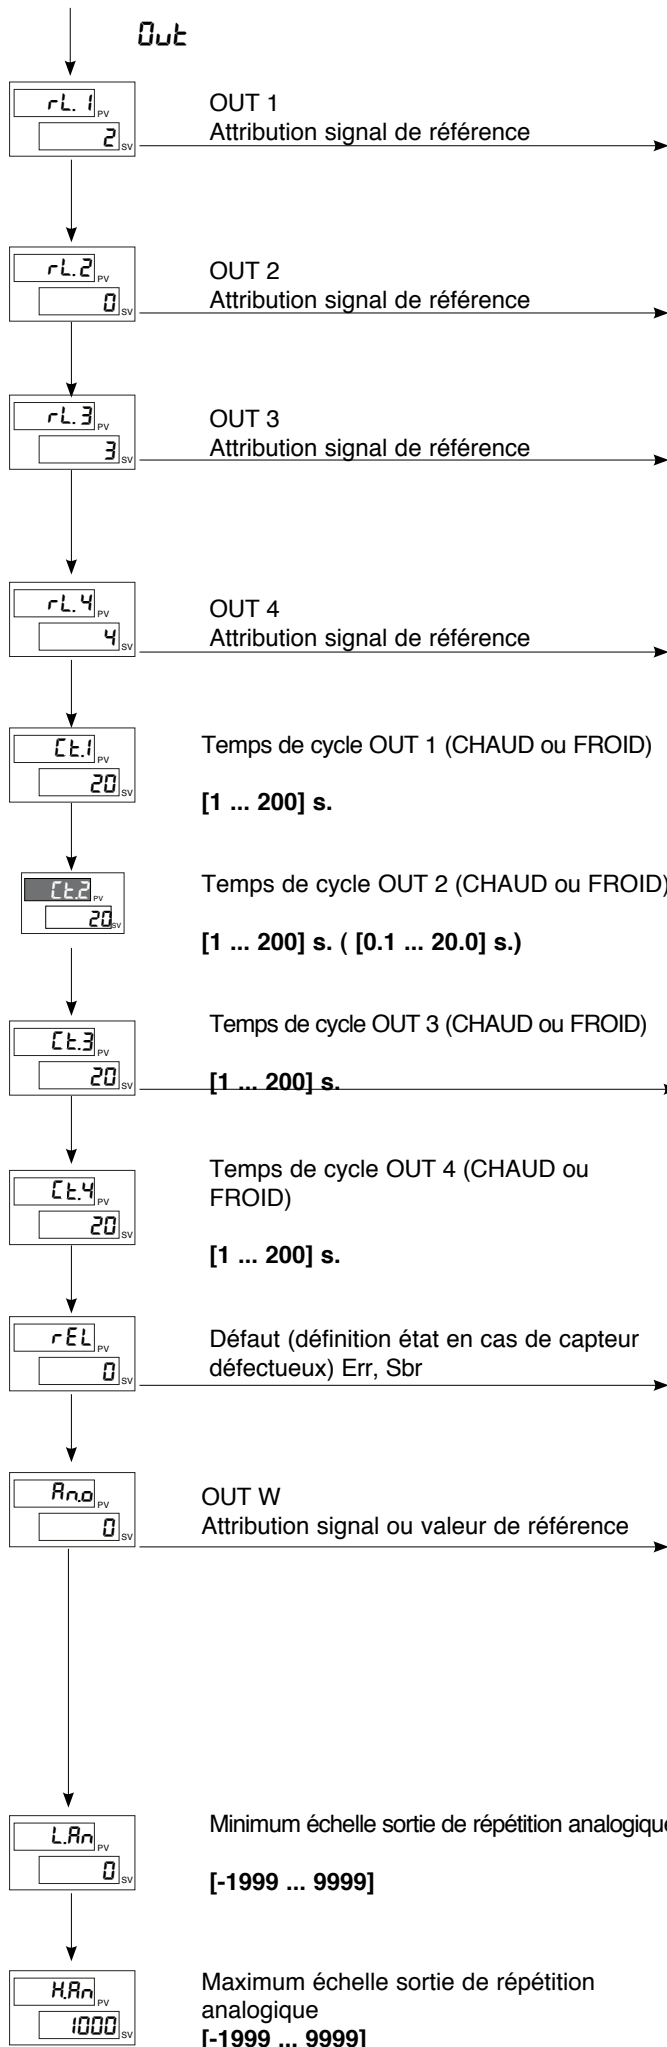 Out
rL. 1 PV
2 SV
OUT 1
Attribution signal de référence
rL.2 PV
0 SV
OUT 2
Attribution signal de référence
rL. 3 PV
3 SV
OUT 3
Attribution signal de référence
rL. 4 PV
4 SV
OUT 4
Attribution signal de référence
Ct.1 PV
20 SV
Temps de cycle OUT 1 (CHAUD ou FROID)
[1 ... 200] s.
Ct.2 PV
20 SV
Temps de cycle OUT 2 (CHAUD ou FROID)
[1 ... 200] s. ( [0.1 ... 20.0] s.)
Ct.3 PV
20 SV
Temps de cycle OUT 3 (CHAUD ou FROID)
[1 ... 200] s.
Ct.4 PV
20 SV
Temps de cycle OUT 4 (CHAUD ou
FROID)
[1 ... 200] s.
rEL PV
0 SV
Défaut (définition état en cas de capteur
défectueux) Err, Sbr
An.o PV
0 SV
OUT W
Attribution signal ou valeur de référence
L.An PV
0 SV
Minimum échelle sortie de répétition analogique
[-1999 ... 9999]
H.An PV
1000 SV
Maximum échelle sortie de répétition
analogique
[-1999 ... 9999]